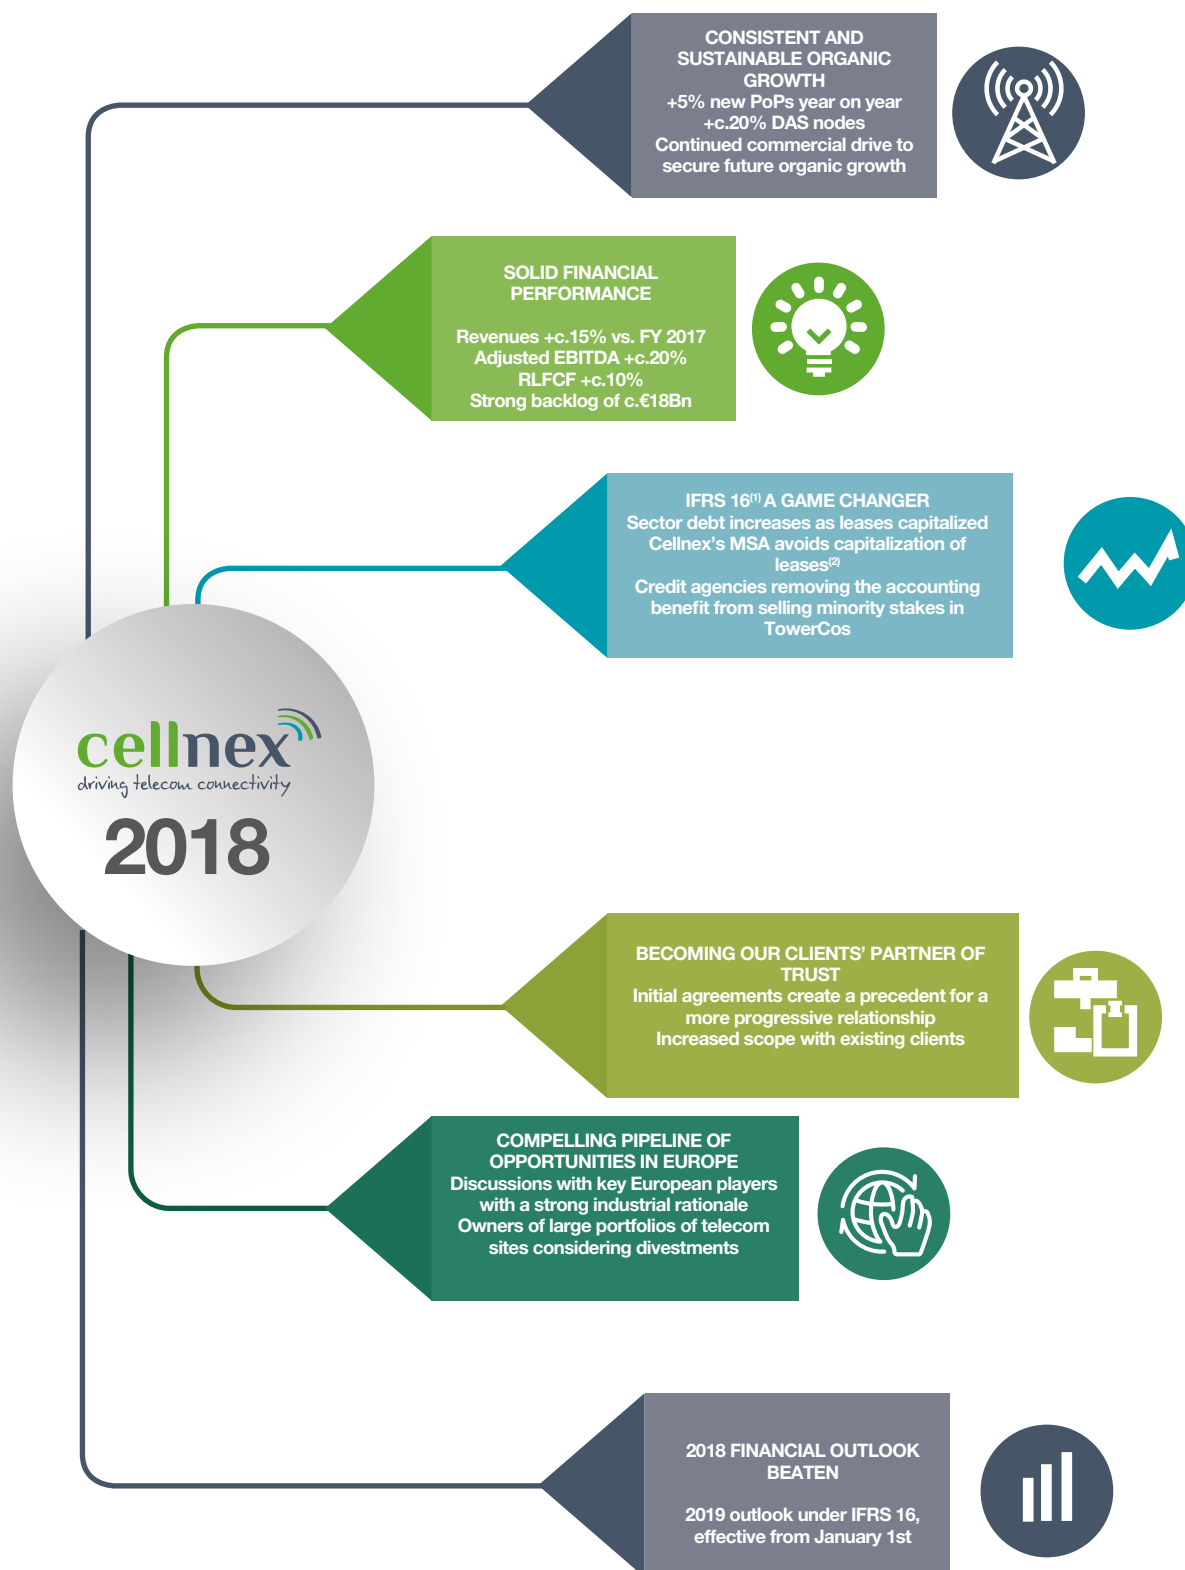 CONSISTENT AND
SUSTAINABLE ORGANIC
GROWTH
+5% new PoPs year on year
+c.20% DAS nodes
Continued commercial drive to
secure future organic growth
SOLID FINANCIAL
PERFORMANCE
Revenues +c.15% vs. FY 2017
Adjusted EBITDA +c.20%
RLFCF +c.10%
Strong backlog of c.€18Bn
IFRS 16(1) A GAME CHANGER
Sector debt increases as leases capitalized
Cellnex's MSA avoids capitalization of
leases(2)
Credit agencies removing the accounting
benefit from selling minority stakes in
TowerCos
cellnex
driving telecom connectivity
2018
BECOMING OUR CLIENTS' PARTNER OF
TRUST
Initial agreements create a precedent for a
more progressive relationship
Increased scope with existing clients
COMPELLING PIPELINE OF
OPPORTUNITIES IN EUROPE
Discussions with key European players
with a strong industrial rationale
Owners of large portfolios of telecom
sites considering divestments
2018 FINANCIAL OUTLOOK
BEATEN
2019 outlook under IFRS 16,
effective from January 1st